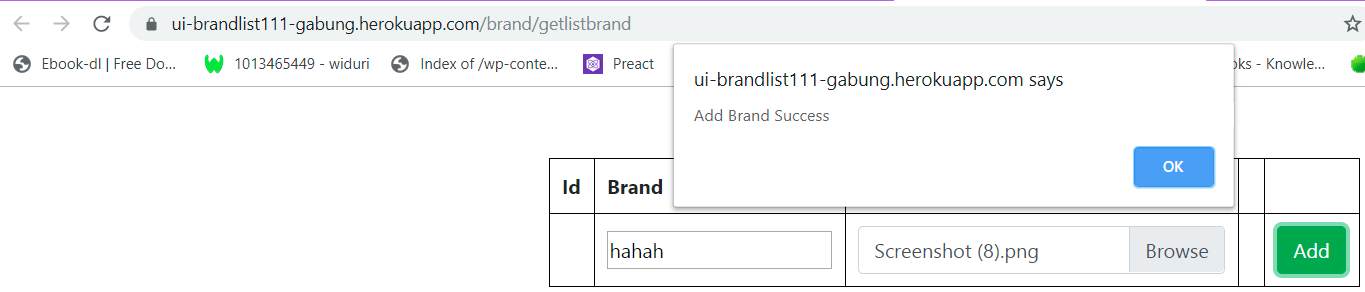 ui-brandlist111-gabung.herokuapp.com/brand/getlistbrand
Ebook-dl | Free Do... 1013465449 - widuri Index of /wp-conte... Preact oks - Knowle...
ui-brandlist111-gabung.herokuapp.com says
Add Brand Success
OK
Id Brand
hahah Screenshot (8).png Browse Add